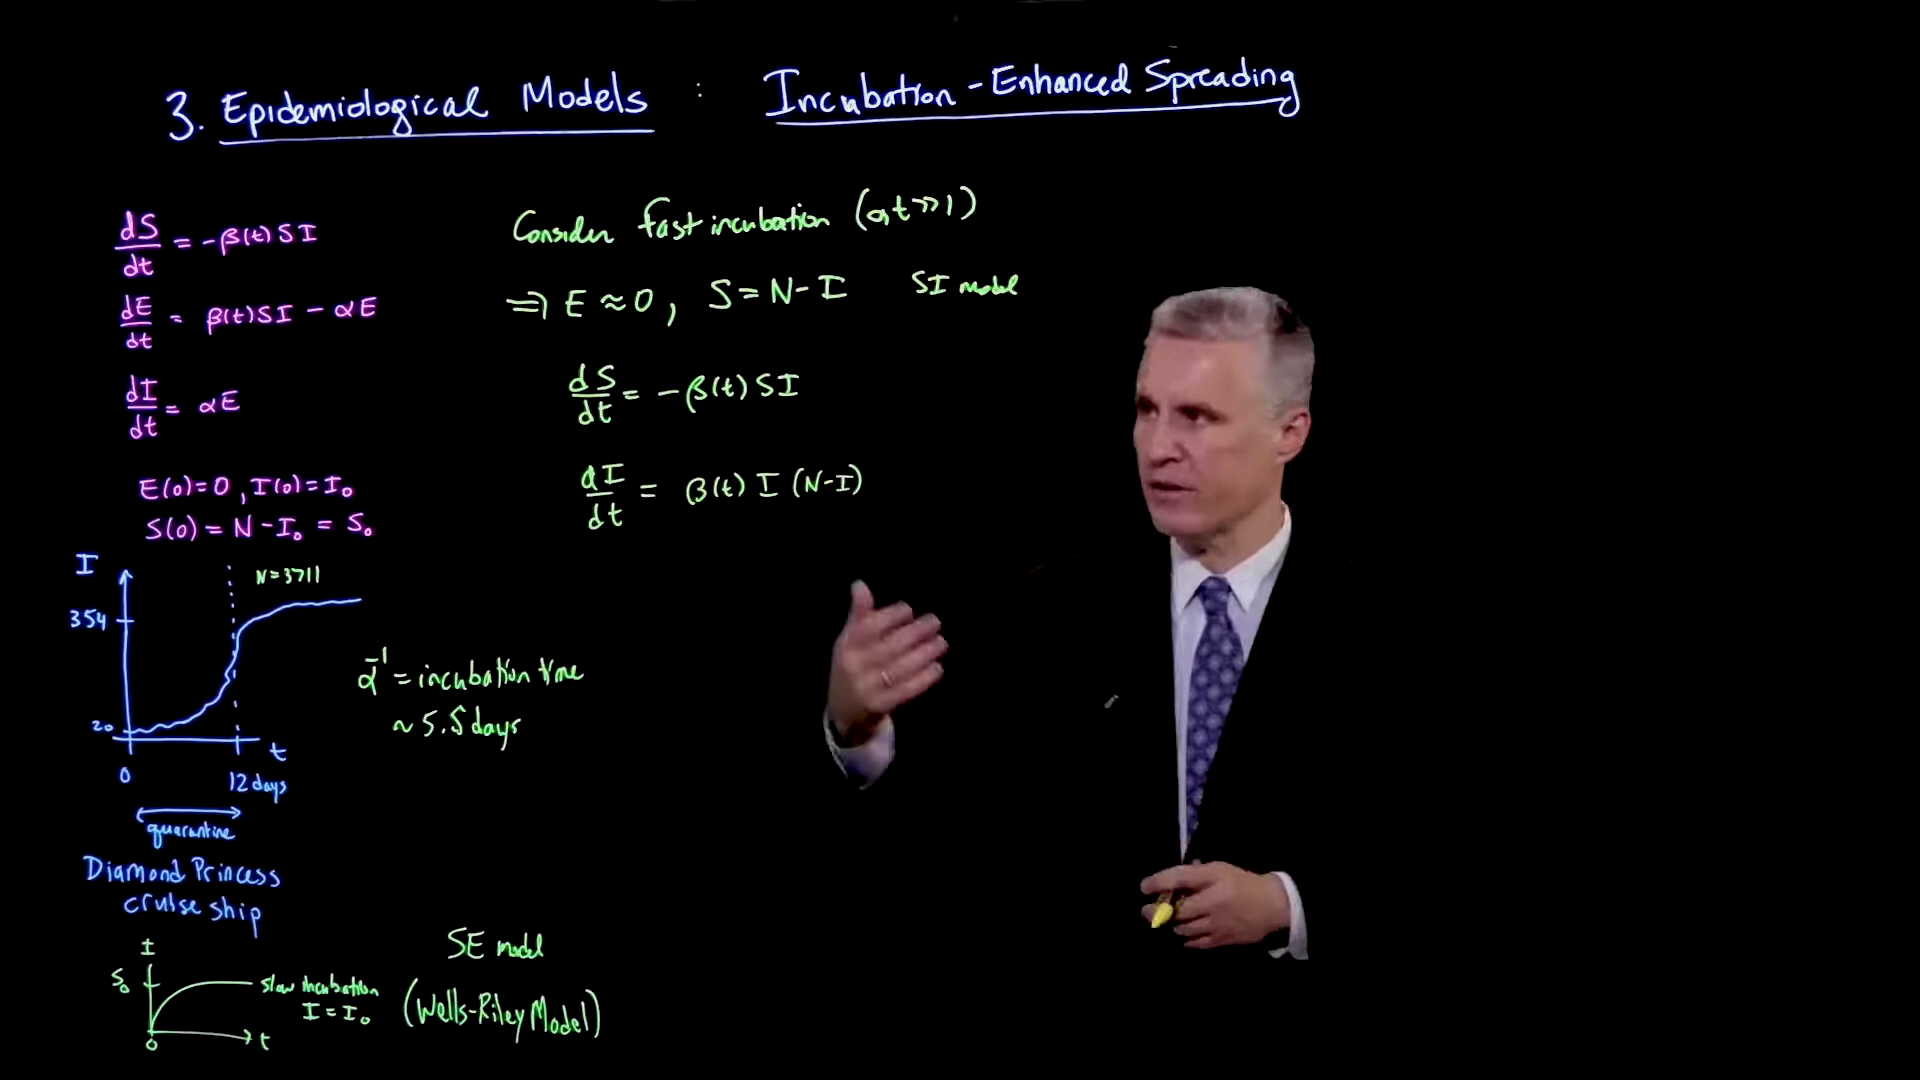 3. Epidemiological Models : Incubation-Enhanced Spreading
dS/dt = -β(t)SI
dE/dt = β(t)SI - αE
dI/dt = αE
E(0)=0, I(0)=I₀
S(0) = N-I₀ = S₀
I
N=3711
354
20
t
0
12 days
quarantine
Diamond Princess
cruise ship
α⁻¹ = incubation time
~ 5.5 days
I
S₀
slow incubation
I = I₀
0
t
SE model
(Wells-Riley Model)
Consider fast incubation (αt>>1)
⇒ E≈0, S=N-I SI model
dS/dt = -β(t)SI
dI/dt = β(t) I (N-I)